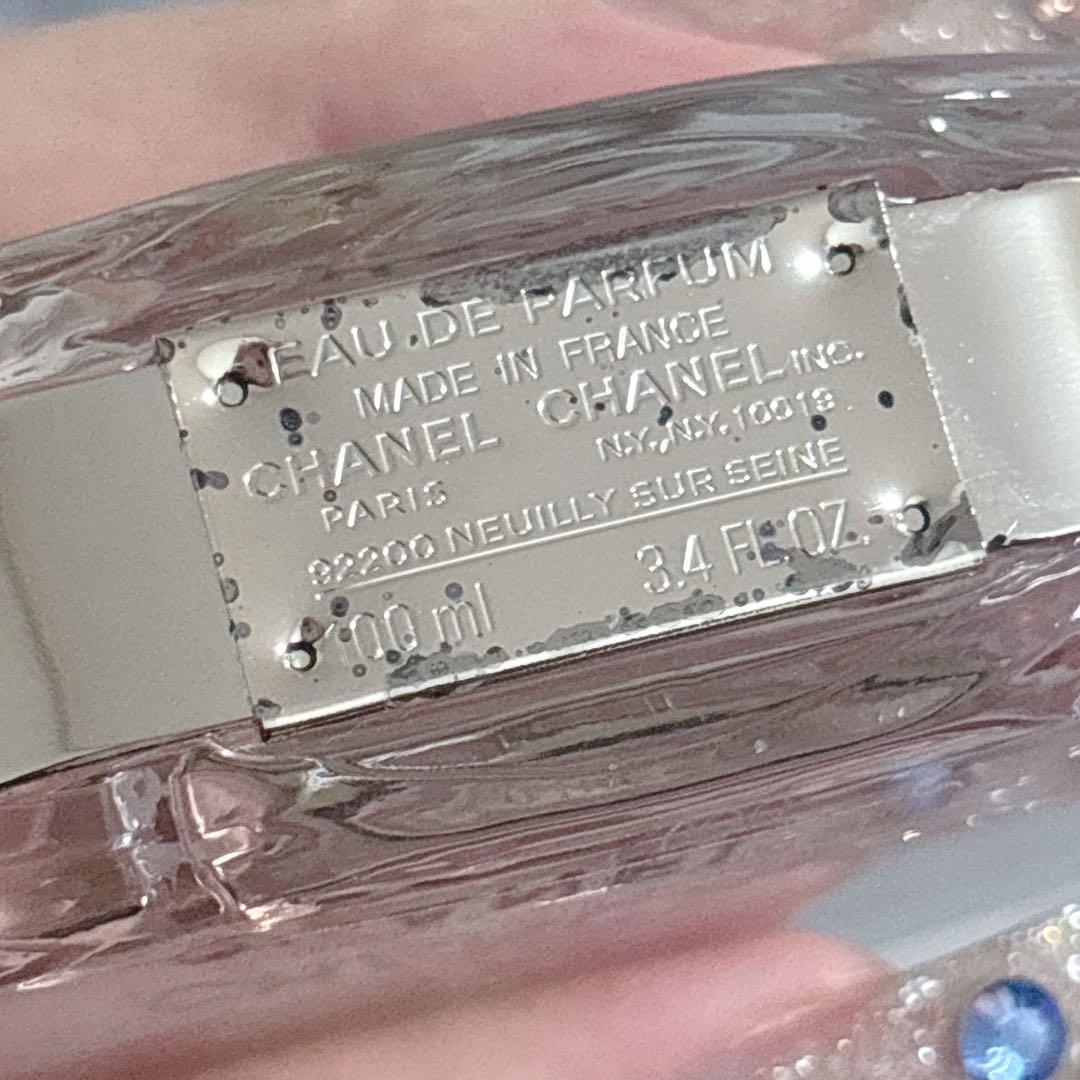 EAU DE PARFUM
MADE IN FRANCE
CHANEL CHANEL INC.
PARIS N.Y., N.Y. 10019
92200 NEUILLY SUR SEINE
100 ml 3.4 FL. OZ.